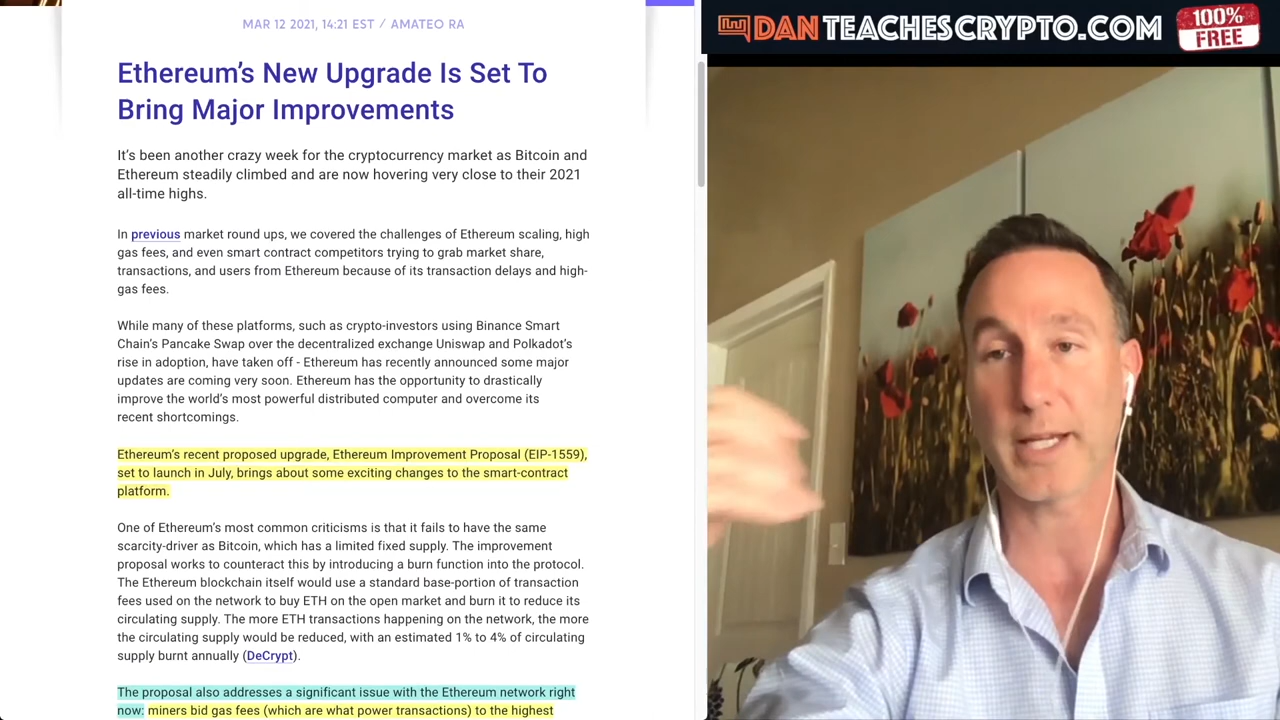 MAR 12 2021, 14:21 EST / AMATEO RA
Ethereum’s New Upgrade Is Set To
Bring Major Improvements
It’s been another crazy week for the cryptocurrency market as Bitcoin and
Ethereum steadily climbed and are now hovering very close to their 2021
all-time highs.
In previous market round ups, we covered the challenges of Ethereum scaling, high
gas fees, and even smart contract competitors trying to grab market share,
transactions, and users from Ethereum because of its transaction delays and high-
gas fees.
While many of these platforms, such as crypto-investors using Binance Smart
Chain’s Pancake Swap over the decentralized exchange Uniswap and Polkadot’s
rise in adoption, have taken off - Ethereum has recently announced some major
updates are coming very soon. Ethereum has the opportunity to drastically
improve the world’s most powerful distributed computer and overcome its
recent shortcomings.
Ethereum’s recent proposed upgrade, Ethereum Improvement Proposal (EIP-1559),
set to launch in July, brings about some exciting changes to the smart-contract
platform.
One of Ethereum’s most common criticisms is that it fails to have the same
scarcity-driver as Bitcoin, which has a limited fixed supply. The improvement
proposal works to counteract this by introducing a burn function into the protocol.
The Ethereum blockchain itself would use a standard base-portion of transaction
fees used on the network to buy ETH on the open market and burn it to reduce its
circulating supply. The more ETH transactions happening on the network, the more
the circulating supply would be reduced, with an estimated 1% to 4% of circulating
supply burnt annually (DeCrypt).
The proposal also addresses a significant issue with the Ethereum network right
now: miners bid gas fees (which are what power transactions) to the highest
DANTEACHESCRYPTO.COM
100%
FREE